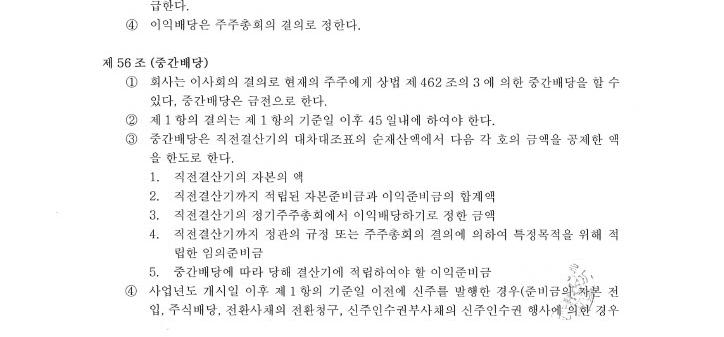 급한다.
④ 이익배당은 주주총회의 결의로 정한다.
제 56 조 (중간배당)
① 회사는 이사회의 결의로 현재의 주주에게 상법 제 462 조의 3 에 의한 중간배당을 할 수
있다, 중간배당은 금전으로 한다.
② 제 1 항의 결의는 제 1 항의 기준일 이후 45 일내에 하여야 한다.
③ 중간배당은 직전결산기의 대차대조표의 순재산액에서 다음 각 호의 금액을 공제한 액
을 한도로 한다.
1. 직전결산기의 자본의 액
2. 직전결산기까지 적립된 자본준비금과 이익준비금의 합계액
3. 직전결산기의 정기주주총회에서 이익배당하기로 정한 금액
4. 직전결산기까지 정관의 규정 또는 주주총회의 결의에 의하여 특정목적을 위해 적
립한 임의준비금
5. 중간배당에 따라 당해 결산기에 적립하여야 할 이익준비금
④ 사업년도 개시일 이후 제 1 항의 기준일 이전에 신주를 발행한 경우(준비금의 자본 전
입, 주식배당, 전환사채의 전환청구, 신주인수권부사채의 신주인수권 행사에 의한 경우